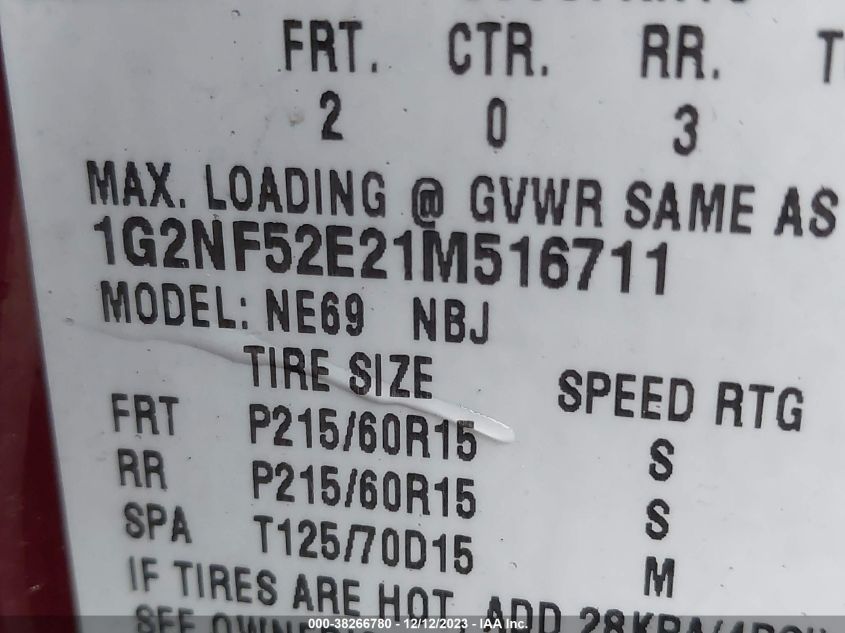 FRT. CTR. RR.
2 0 3
MAX. LOADING @ GVWR SAME AS
1G2NF52E21M516711
MODEL: NE69 NBJ
TIRE SIZE SPEED RTG
FRT P215/60R15 S
RR P215/60R15 S
SPA T125/70D15 M
IF TIRES ARE HOT, ADD 28KPA/4PSI
SEE
000-38266780 - 12/12/2023 - IAA Inc.